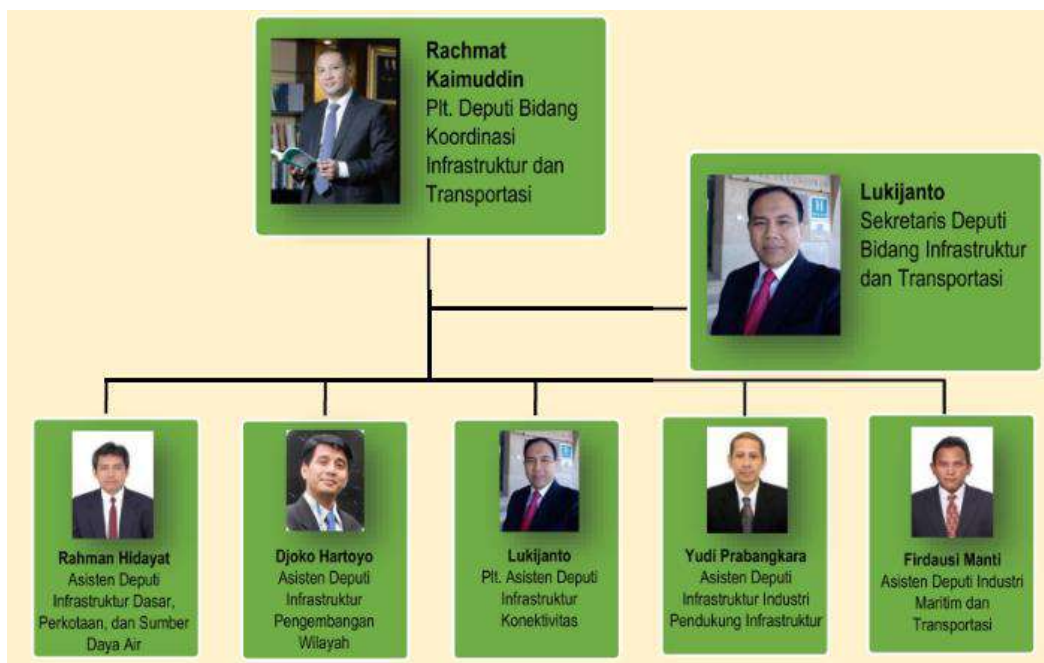 Rachmat
Kaimuddin
Plt. Deputi Bidang
Koordinasi
Infrastruktur dan
Transportasi
Lukijanto
Sekretaris Deputi
Bidang Infrastruktur
dan Transportasi
H
Rahman Hidayat
Asisten Deputi
Infrastruktur Dasar,
Perkotaan, dan Sumber
Daya Air
Djoko Hartoyo
Asisten Deputi
Infrastruktur
Pengembangan
Wilayah
Lukijanto
Plt. Asisten Deputi
Infrastruktur
Konektivitas
Yudi Prabangkara
Asisten Deputi
Infrastruktur Industri
Pendukung Infrastruktur
Firdausi Manti
Asisten Deputi Industri
Maritim dan
Transportasi